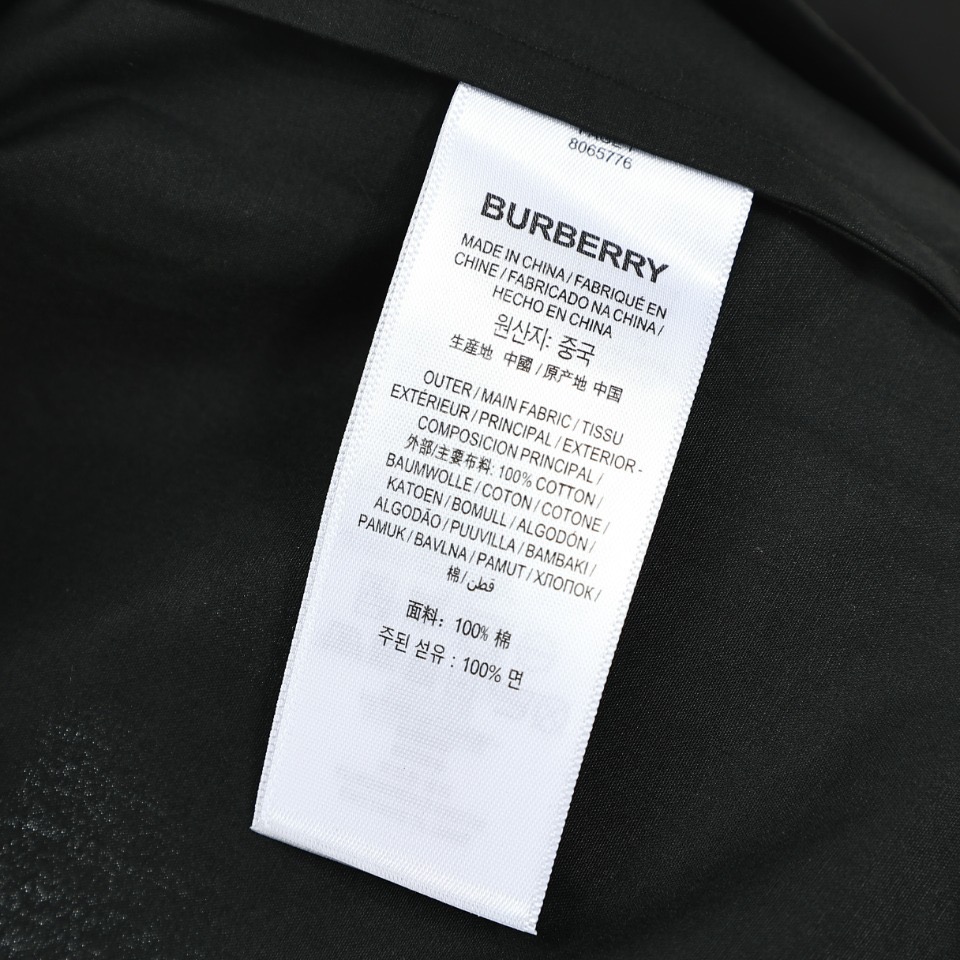 8065776
BURBERRY
MADE IN CHINA / FABRIQUÉ EN
CHINE / FABRICADO NA CHINA /
HECHO EN CHINA
원산지: 중국
生産地 中國 / 原产地 中国
OUTER / MAIN FABRIC / TISSU
EXTÉRIEUR / PRINCIPAL / EXTERIOR -
COMPOSICION PRINCIPAL /
外部/主要布料: 100% COTTON /
BAUMWOLLE / COTON / COTONE /
KATOEN / BOMULL / ALGODÓN /
ALGODÃO / PUUVILLA / BAMBAKI /
PAMUK / BAVLNA / PAMUT / ХЛОПОК /
棉 / قطن
面料: 100% 棉
주된 섬유 : 100% 면